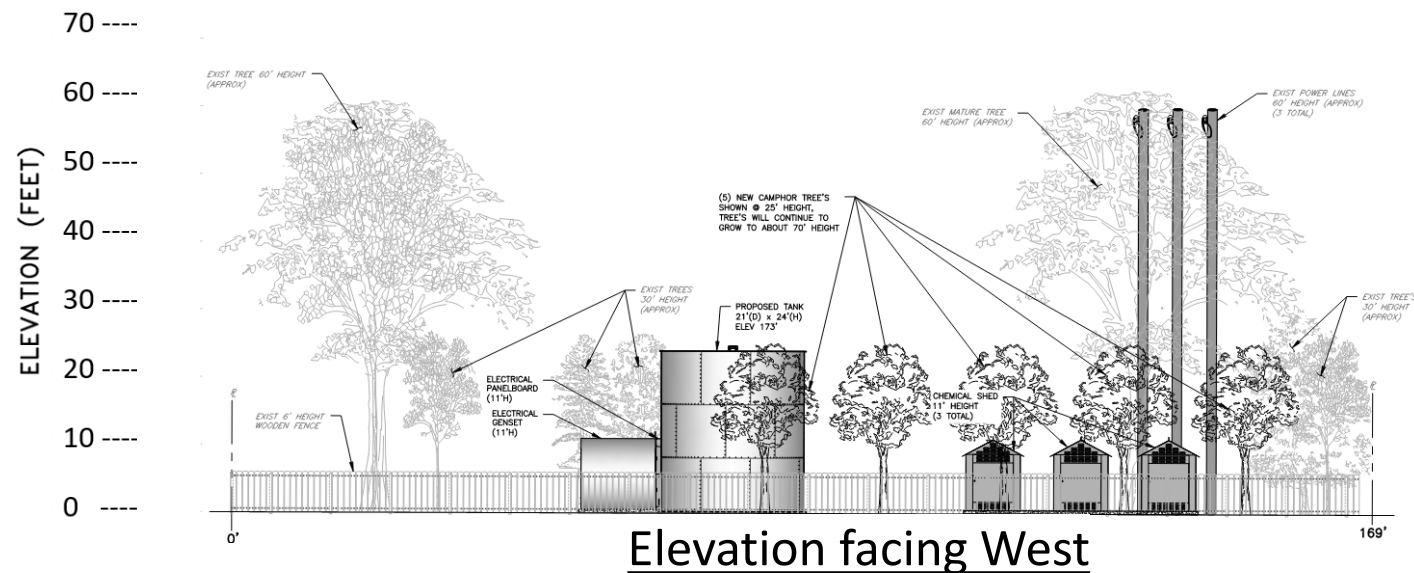 70 ----
60 ----
50 ----
40 ----
30 ----
20 ----
10 ----
0 ----
ELEVATION (FEET)
EXIST TREE 60' HEIGHT
(APPROX)
EXIST 6' HEIGHT
WOODEN FENCE
EXIST TREES
30' HEIGHT
(APPROX)
ELECTRICAL
PANELBOARD
(11'H)
ELECTRICAL
GENSET
(11'H)
PROPOSED TANK
21'(D) x 24'(H)
ELEV 173'
(5) NEW CAMPHOR TREE'S
SHOWN @ 25' HEIGHT,
TREE'S WILL CONTINUE TO
GROW TO ABOUT 70' HEIGHT
EXIST MATURE TREE
60' HEIGHT (APPROX)
EXIST POWER LINES
60' HEIGHT (APPROX)
(3 TOTAL)
CHEMICAL SHED
11' HEIGHT
(3 TOTAL)
EXIST TREE'S
30' HEIGHT
(APPROX)
℄
℄
0'
169'
Elevation facing West